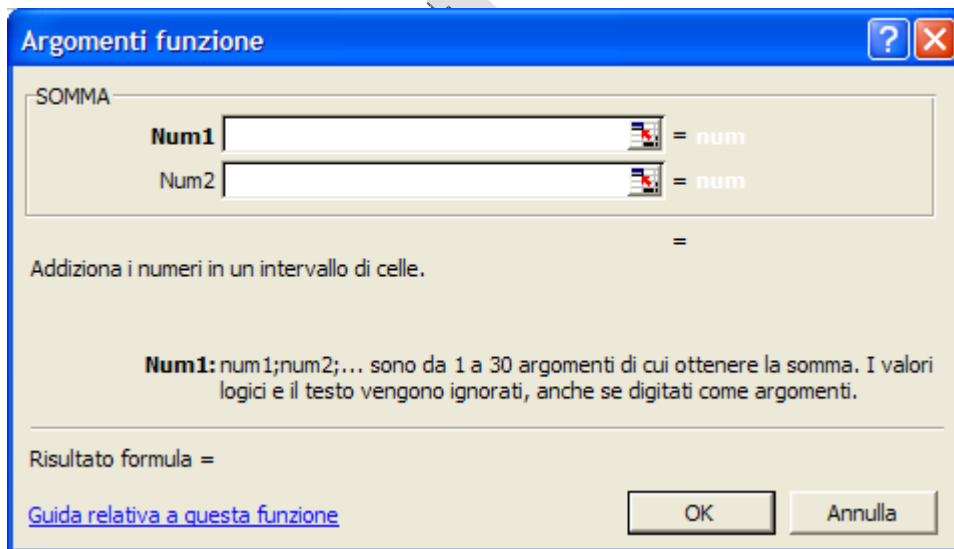 Argomenti funzione
SOMMA
Num1 = num
Num2 = num
=
Addiziona i numeri in un intervallo di celle.
Num1: num1;num2;... sono da 1 a 30 argomenti di cui ottenere la somma. I valori
logici e il testo vengono ignorati, anche se digitati come argomenti.
Risultato formula =
Guida relativa a questa funzione
OK
Annulla